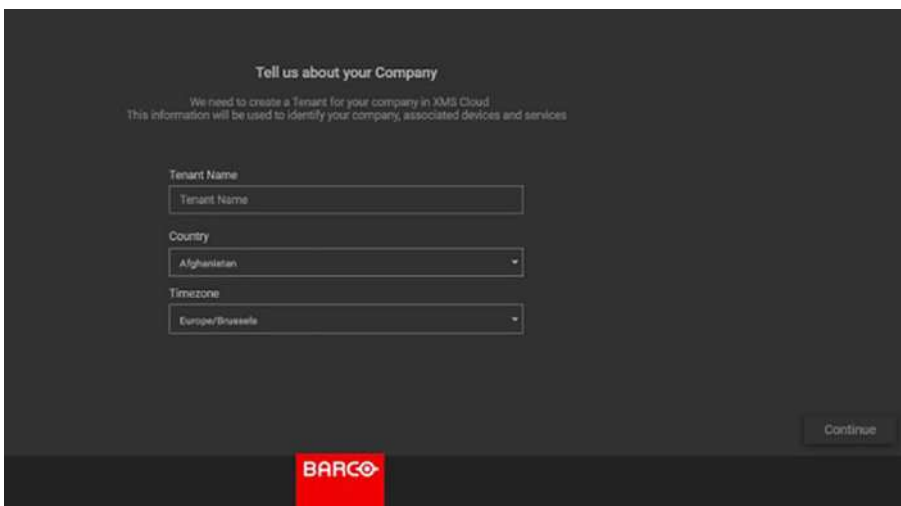 Tell us about your Company
We need to create a Tenant for your company in XMS Cloud
This information will be used to identify your company, associated devices and services
Tenant Name
Tenant Name
Country
Afghanistan
Timezone
Europe/Brussels
Continue
BARCO